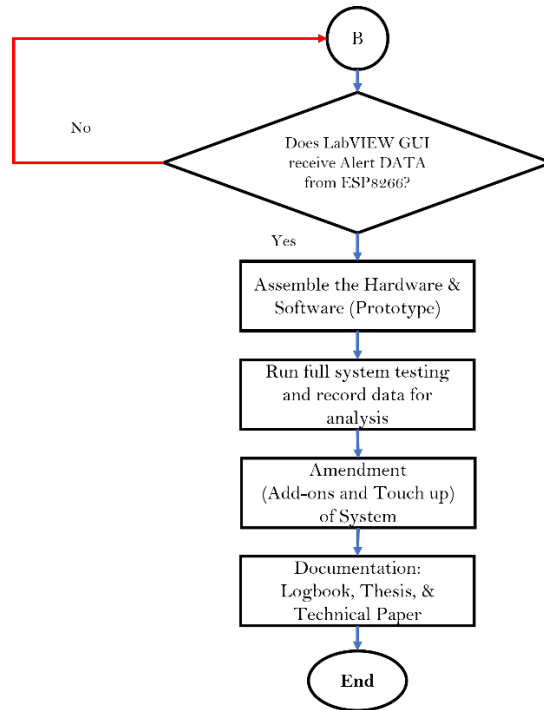 B
No
Does LabVIEW GUI
receive Alert DATA
from ESP8266?
Yes
Assemble the Hardware &
Software (Prototype)
Run full system testing
and record data for
analysis
Amendment
(Add-ons and Touch up)
of System
Documentation:
Logbook, Thesis, &
Technical Paper
End